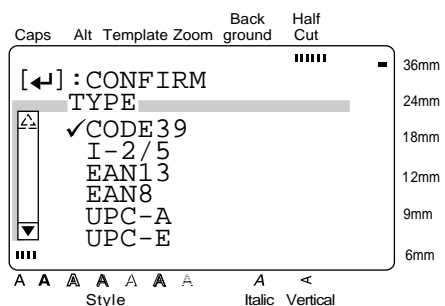 Back Half
Caps Alt Template Zoom ground Cut
[↵]:CONFIRM
TYPE
✓CODE39
I-2/5
EAN13
EAN8
UPC-A
UPC-E
36mm
24mm
18mm
12mm
9mm
6mm
A A A A A A A A A
Style Italic Vertical